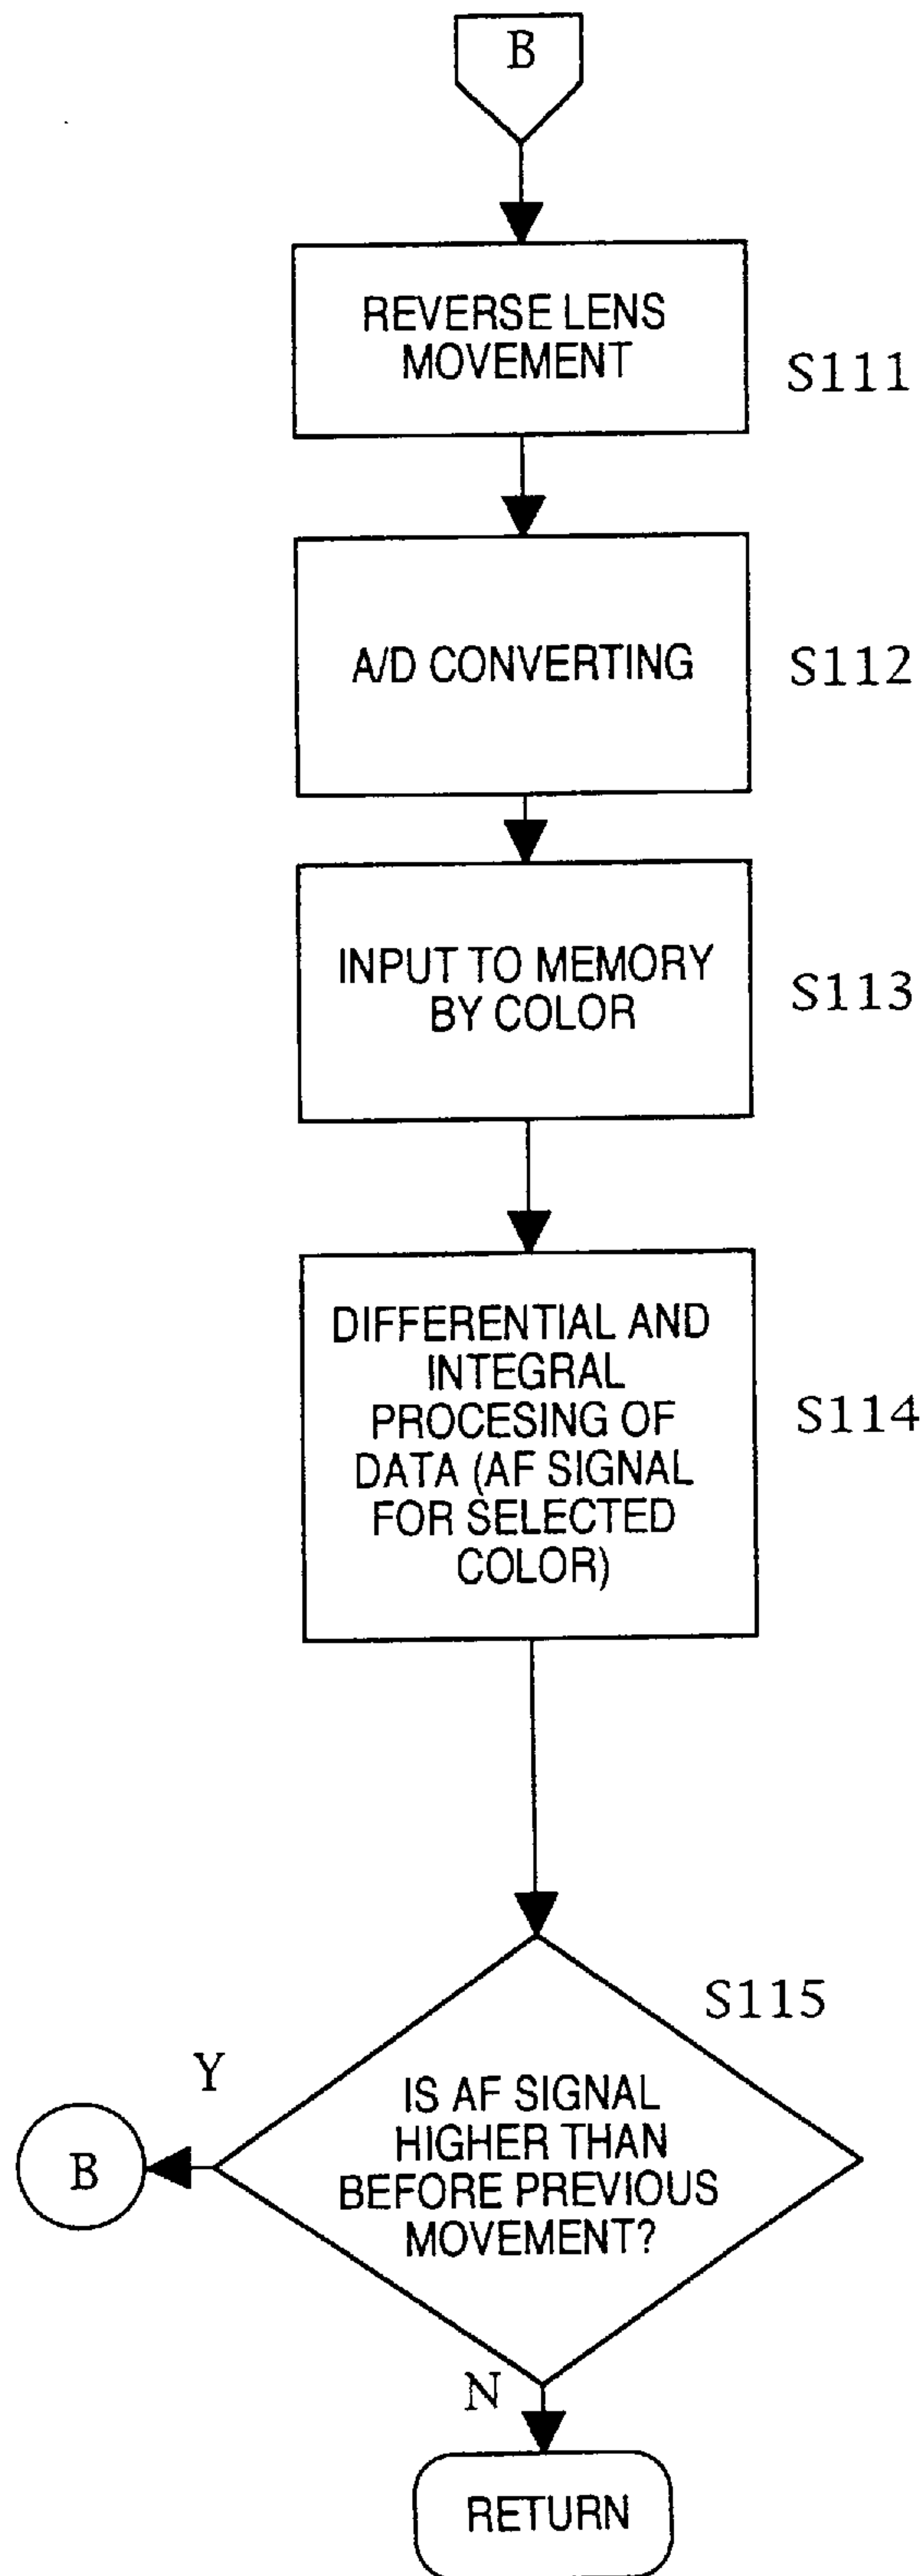 B
REVERSE LENS
MOVEMENT
S111
A/D CONVERTING
S112
INPUT TO MEMORY
BY COLOR
S113
DIFFERENTIAL AND
INTEGRAL
PROCESING OF
DATA (AF SIGNAL
FOR SELECTED
COLOR)
S114
S115
Y
IS AF SIGNAL
HIGHER THAN
BEFORE PREVIOUS
MOVEMENT?
B
N
RETURN